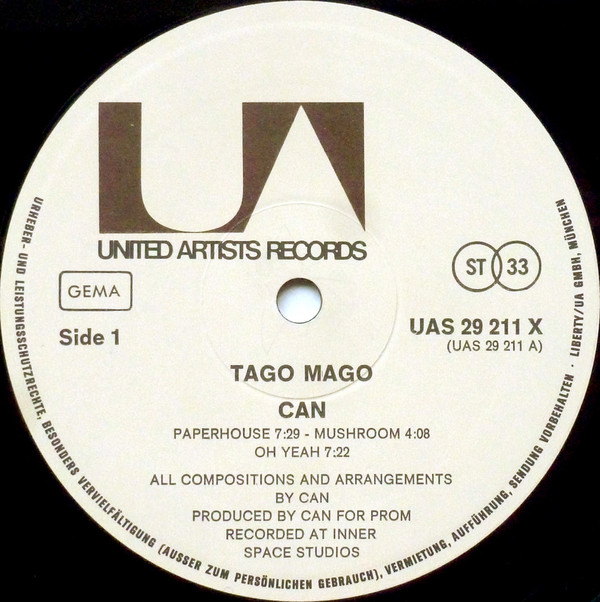 UA
UNITED ARTISTS RECORDS
GEMA
ST 33
Side 1
UAS 29 211 X
(UAS 29 211 A)
TAGO MAGO
CAN
PAPERHOUSE 7:29 - MUSHROOM 4:08
OH YEAH 7:22
ALL COMPOSITIONS AND ARRANGEMENTS
BY CAN
PRODUCED BY CAN FOR PROM
RECORDED AT INNER
SPACE STUDIOS
URHEBER- UND LEISTUNGSSCHUTZRECHTE, BESONDERS VERVIELFÄLTIGUNG (AUSSER ZUM PERSÖNLICHEN GEBRAUCH), VERMIETUNG, AUFFÜHRUNG, SENDUNG VORBEHALTEN · LIBERTY/UA GMBH, MÜNCHEN